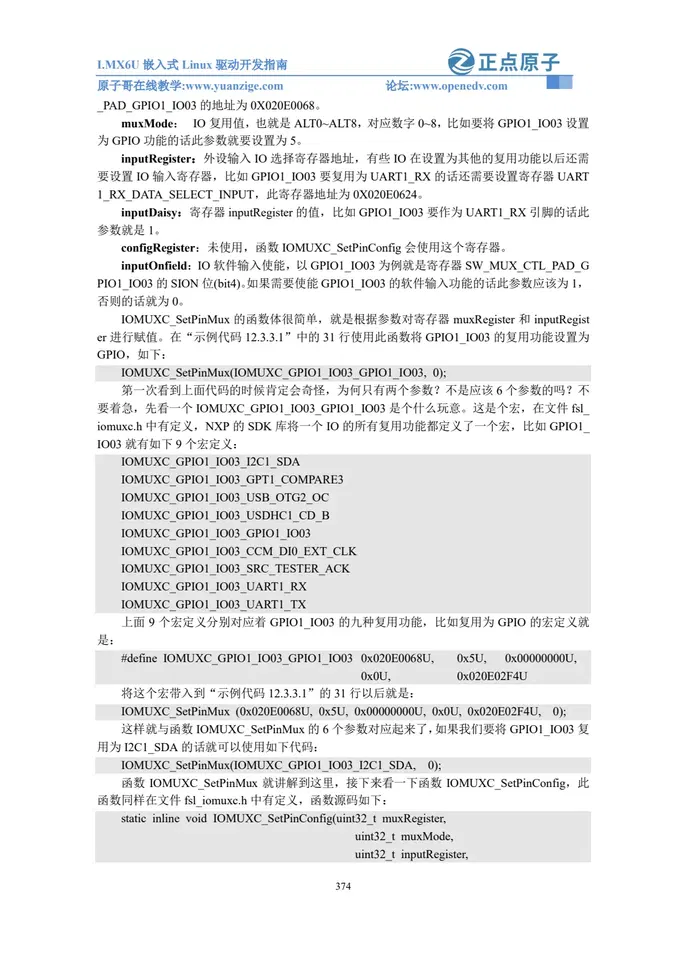 I.MX6U 嵌入式 Linux 驱动开发指南
正点原子
原子哥在线教学:www.yuanzige.com 论坛:www.openedv.com
_PAD_GPIO1_IO03 的地址为 0X020E0068。
muxMode： IO 复用值，也就是 ALT0~ALT8，对应数字 0~8，比如要将 GPIO1_IO03 设置
为 GPIO 功能的话此参数就要设置为 5。
inputRegister：外设输入 IO 选择寄存器地址，有些 IO 在设置为其他的复用功能以后还需
要设置 IO 输入寄存器，比如 GPIO1_IO03 要复用为 UART1_RX 的话还需要设置寄存器 UART
1_RX_DATA_SELECT_INPUT，此寄存器地址为 0X020E0624。
inputDaisy：寄存器 inputRegister 的值，比如 GPIO1_IO03 要作为 UART1_RX 引脚的话此
参数就是 1。
configRegister：未使用，函数 IOMUXC_SetPinConfig 会使用这个寄存器。
inputOnfield：IO 软件输入使能，以 GPIO1_IO03 为例就是寄存器 SW_MUX_CTL_PAD_G
PIO1_IO03 的 SION 位(bit4)。如果需要使能 GPIO1_IO03 的软件输入功能的话此参数应该为 1，
否则的话就为 0。
IOMUXC_SetPinMux 的函数体很简单，就是根据参数对寄存器 muxRegister 和 inputRegist
er 进行赋值。在“示例代码 12.3.3.1”中的 31 行使用此函数将 GPIO1_IO03 的复用功能设置为
GPIO，如下：
IOMUXC_SetPinMux(IOMUXC_GPIO1_IO03_GPIO1_IO03, 0);
第一次看到上面代码的时候肯定会奇怪，为何只有两个参数？不是应该 6 个参数的吗？不
要着急，先看一个 IOMUXC_GPIO1_IO03_GPIO1_IO03 是个什么玩意。这是个宏，在文件 fsl_
iomuxc.h 中有定义，NXP 的 SDK 库将一个 IO 的所有复用功能都定义了一个宏，比如 GPIO1_
IO03 就有如下 9 个宏定义：
IOMUXC_GPIO1_IO03_I2C1_SDA
IOMUXC_GPIO1_IO03_GPT1_COMPARE3
IOMUXC_GPIO1_IO03_USB_OTG2_OC
IOMUXC_GPIO1_IO03_USDHC1_CD_B
IOMUXC_GPIO1_IO03_GPIO1_IO03
IOMUXC_GPIO1_IO03_CCM_DI0_EXT_CLK
IOMUXC_GPIO1_IO03_SRC_TESTER_ACK
IOMUXC_GPIO1_IO03_UART1_RX
IOMUXC_GPIO1_IO03_UART1_TX
上面 9 个宏定义分别对应着 GPIO1_IO03 的九种复用功能，比如复用为 GPIO 的宏定义就
是：
#define IOMUXC_GPIO1_IO03_GPIO1_IO03 0x020E0068U, 0x5U, 0x00000000U,
0x0U, 0x020E02F4U
将这个宏带入到“示例代码 12.3.3.1”的 31 行以后就是：
IOMUXC_SetPinMux (0x020E0068U, 0x5U, 0x00000000U, 0x0U, 0x020E02F4U, 0);
这样就与函数 IOMUXC_SetPinMux 的 6 个参数对应起来了，如果我们要将 GPIO1_IO03 复
用为 I2C1_SDA 的话就可以使用如下代码：
IOMUXC_SetPinMux(IOMUXC_GPIO1_IO03_I2C1_SDA, 0);
函数 IOMUXC_SetPinMux 就讲解到这里，接下来看一下函数 IOMUXC_SetPinConfig，此
函数同样在文件 fsl_iomuxc.h 中有定义，函数源码如下：
static inline void IOMUXC_SetPinConfig(uint32_t muxRegister,
uint32_t muxMode,
uint32_t inputRegister,
374